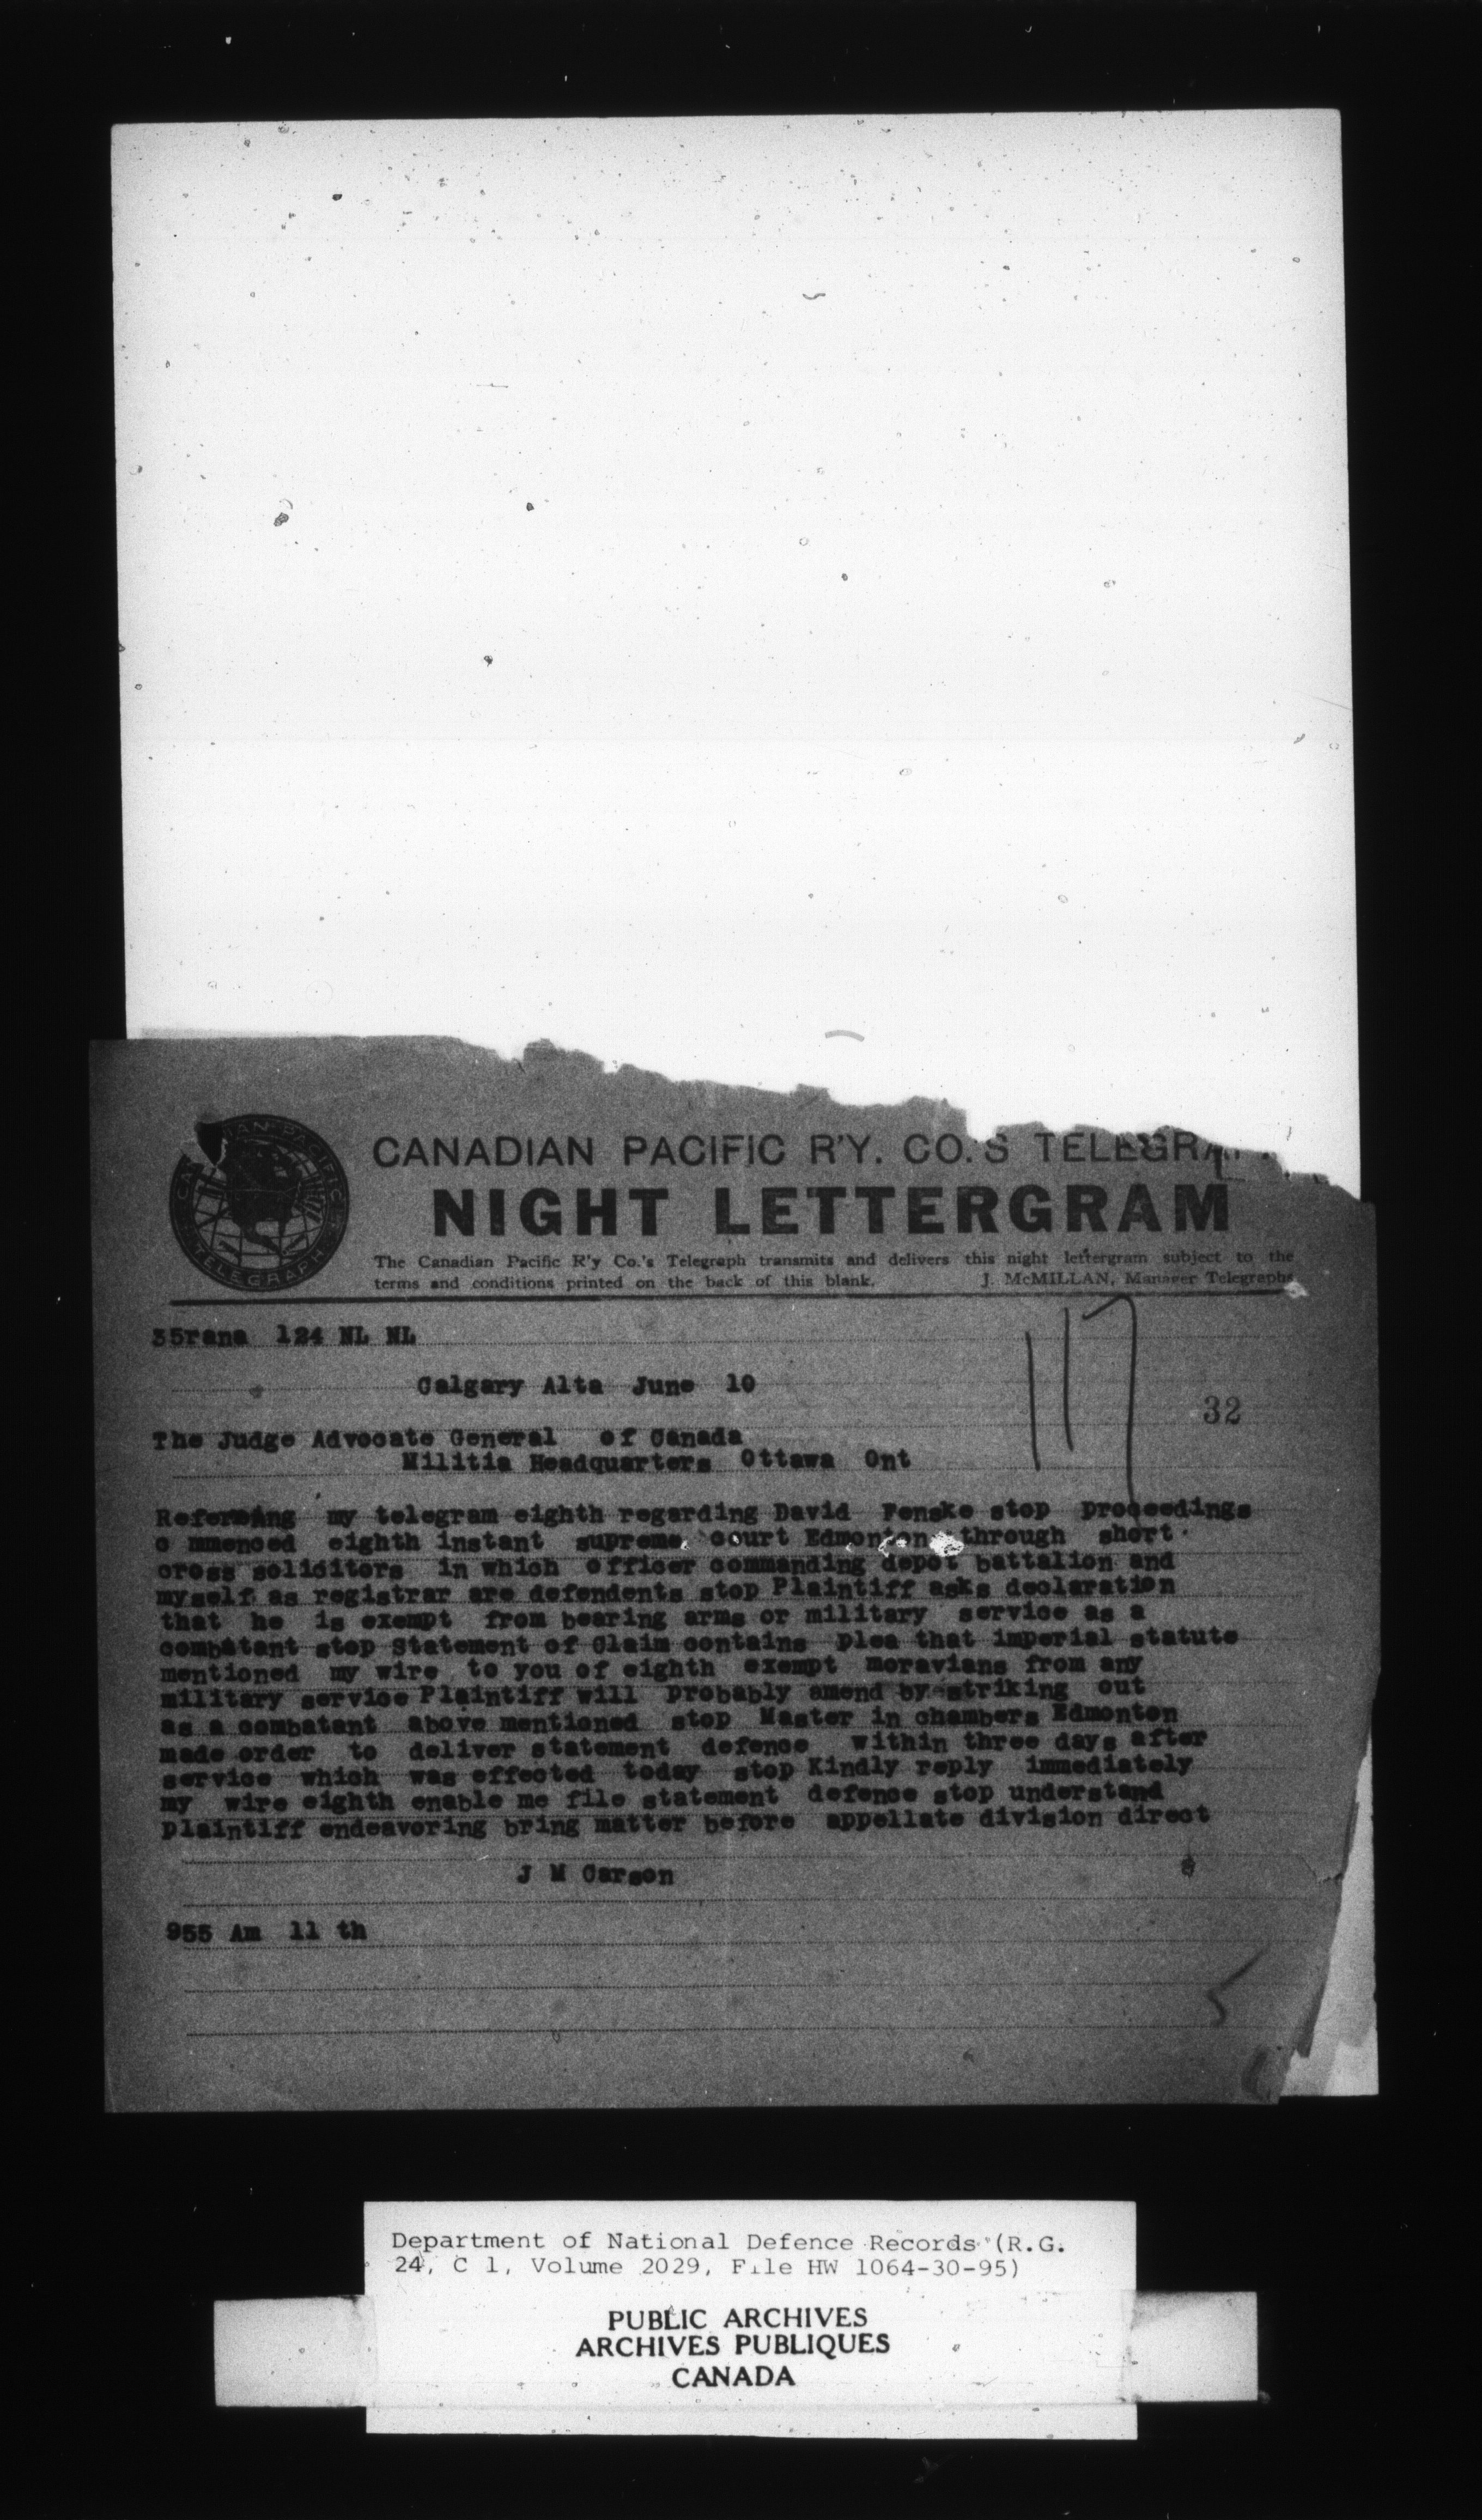 CANADIAN PACIFIC R'Y. CO.'S TELEGRA
NIGHT LETTERGRAM
The Canadian Pacific R'y Co.'s Telegraph transmits and delivers this night lettergram subject to the
terms and conditions printed on the back of this blank. J. McMILLAN, Manager Telegraphs
35rana 124 NL NL
Calgary Alta June 10
117
32
The Judge Advocate General of Canada
Militia Headquarters Ottawa Ont
my telegram eighth regarding David Fenske stop proceedings
c mmenced eighth instant supreme court Edmonton through short
cross soliditors in which officer commanding depot battalion and
myself as registrar are defendents stop Plaintiff asks declaration
that he is exempt from bearing arms or military service as a
combatant stop Statement of Claim contains plea that imperial statute
mentioned my wire to you of eighth exempt moravians from any
military service Plaintiff will probably amend by striking out
as a combatant above mentioned stop Master in chambers Edmonton
made order to deliver statement defence within three days after
service which was effected today stop Kindly reply immediately
my wire eighth enable me file statement defence stop understand
plaintiff endeavoring bring matter before appellate division direct
J M Carson
955 Am 11 th
Department of National Defence Records (R.G.
24, C 1, Volume 2029, File HW 1064-30-95)
PUBLIC ARCHIVES
ARCHIVES PUBLIQUES
CANADA